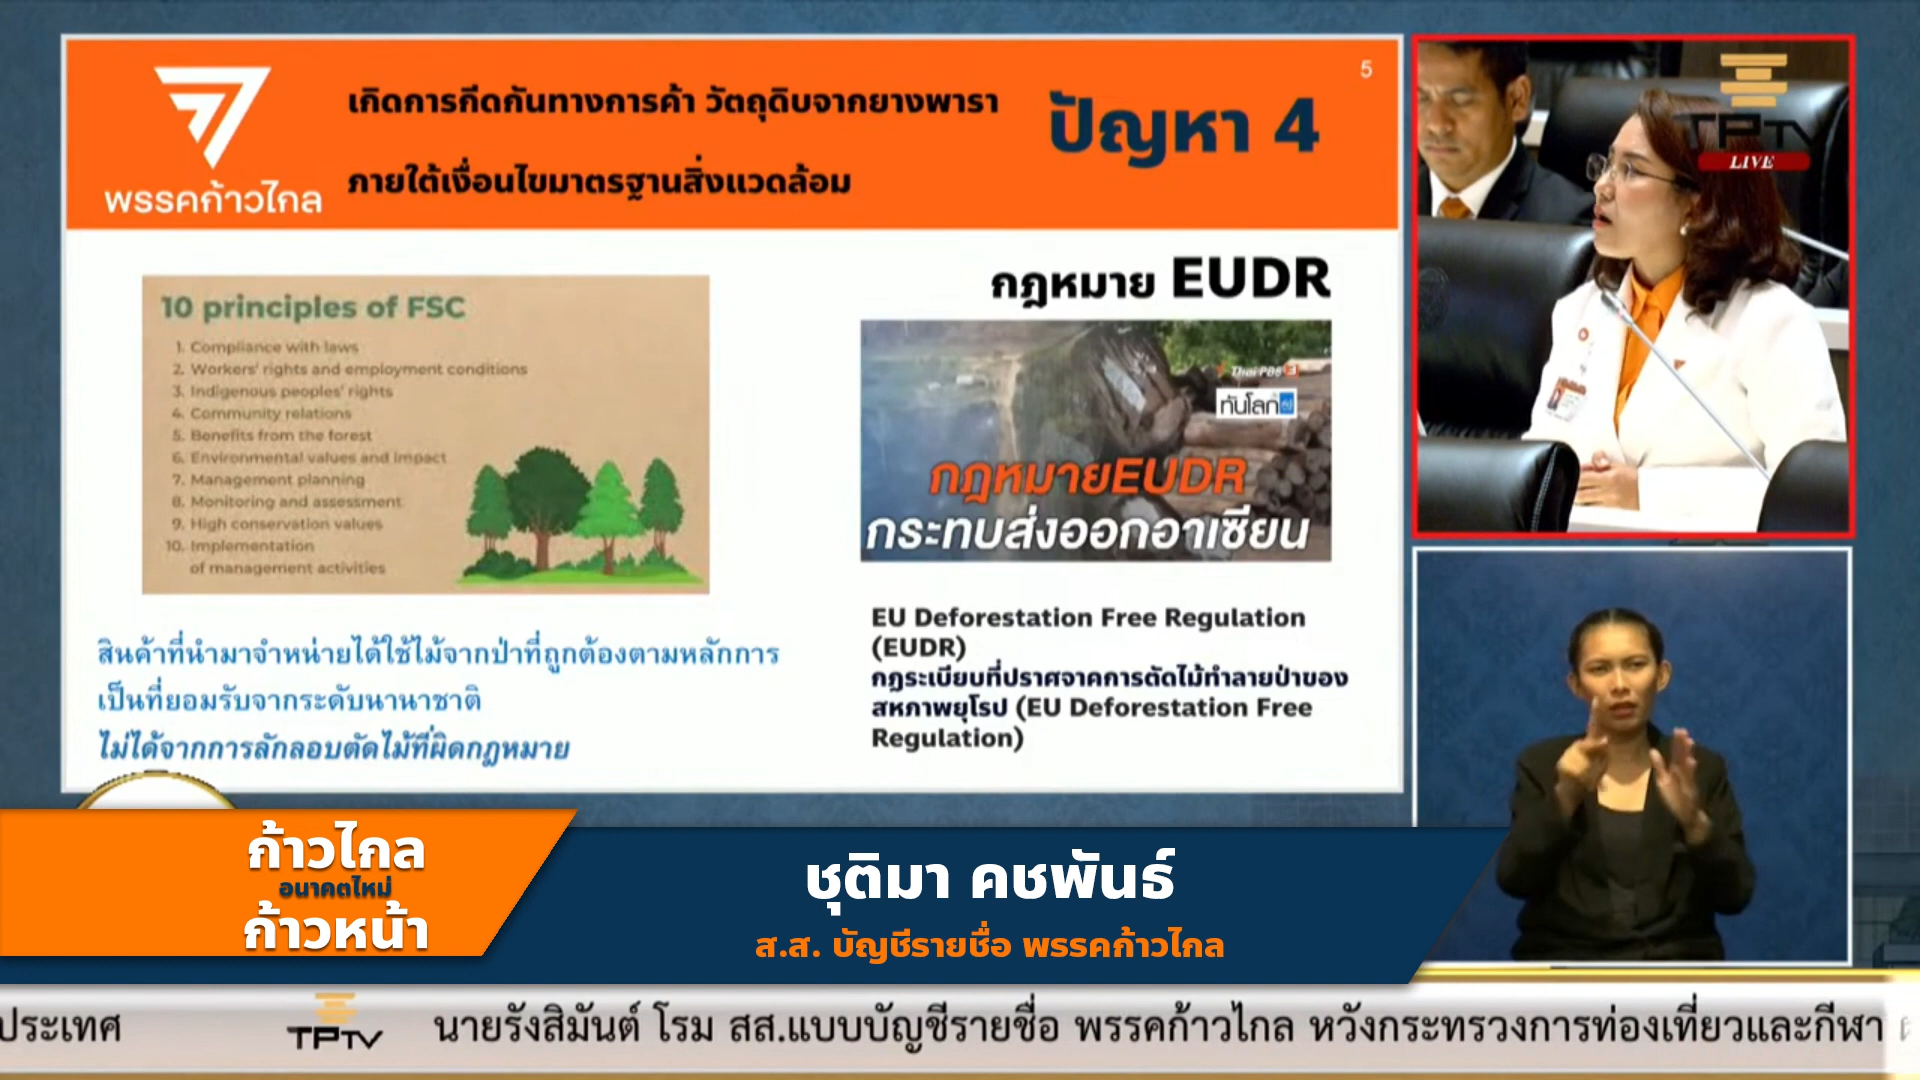 5
พรรคก้าวไกล
เกิดการกีดกันทางการค้า วัตถุดิบจากยางพารา
ภายใต้เงื่อนไขมาตรฐานสิ่งแวดล้อม
ปัญหา 4
10 principles of FSC
1. Compliance with laws
2. Workers' rights and employment conditions
3. Indigenous peoples' rights
4. Community relations
5. Benefits from the forest
6. Environmental values and impact
7. Management planning
8. Monitoring and assessment
9. High conservation values
10. Implementation
of management activities
สินค้าที่นำมาจำหน่ายได้ใช้ไม้จากป่าที่ถูกต้องตามหลักการ
เป็นที่ยอมรับจากระดับนานาชาติ
ไม่ได้จากการลักลอบตัดไม้ที่ผิดกฎหมาย
กฎหมาย EUDR
Thai PBS
ทันโลก
กฎหมายEUDR
กระทบส่งออกอาเซียน
EU Deforestation Free Regulation
(EUDR)
กฎระเบียบที่ปราศจาคการตัดไม้ทำลายป่าของ
สหภาพยุโรป (EU Deforestation Free
Regulation)
TPTV
LIVE
ก้าวไกล
อนาคตใหม่
ก้าวหน้า
ชุติมา คชพันธ์
ส.ส. บัญชีรายชื่อ พรรคก้าวไกล
ประเทศ TPTV นายรังสิมันต์ โรม สส.แบบบัญชีรายชื่อ พรรคก้าวไกล หวังกระทรวงการท่องเที่ยวและกีฬา